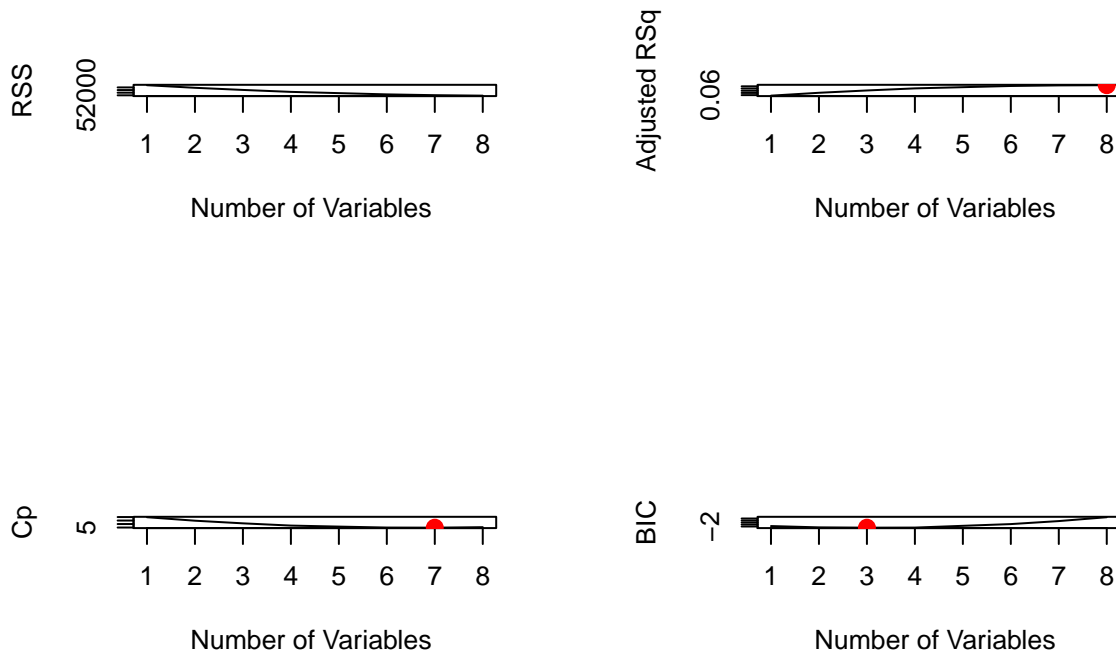 RSS
52000
1 2 3 4 5 6 7 8
Number of Variables
Adjusted RSq
0.06
1 2 3 4 5 6 7 8
Number of Variables
Cp
5
1 2 3 4 5 6 7 8
Number of Variables
BIC
−2
1 2 3 4 5 6 7 8
Number of Variables